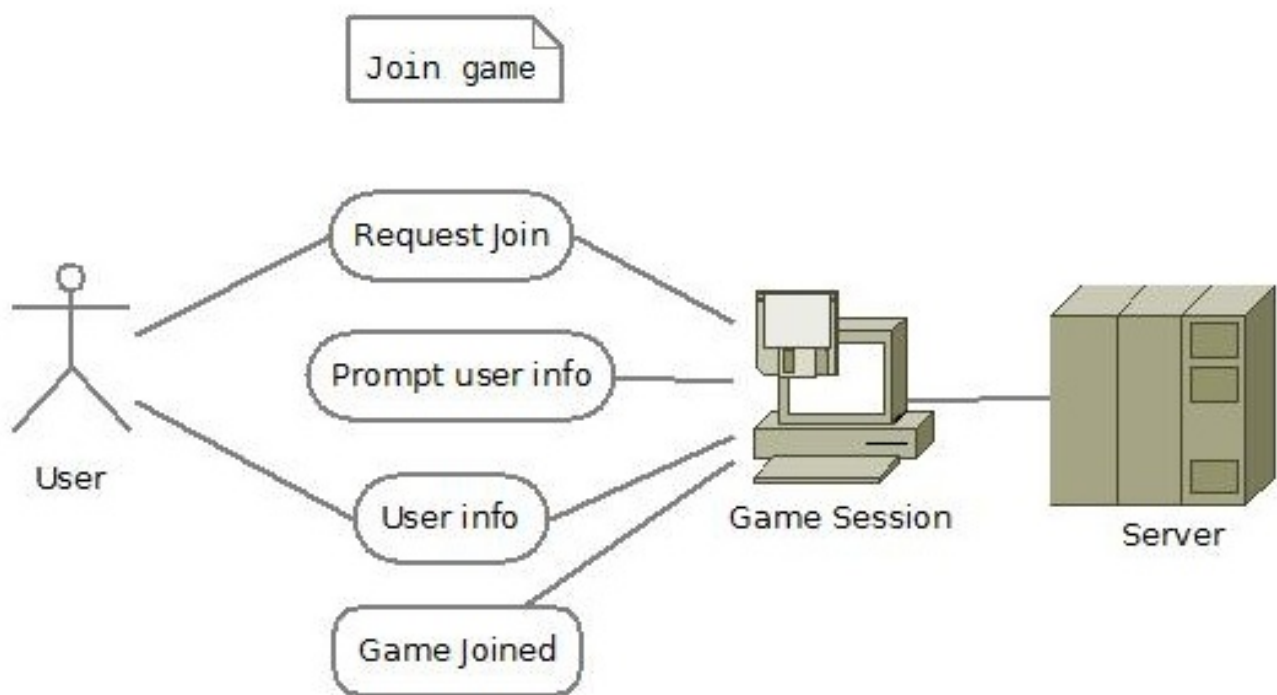 Join game
Request Join
Prompt user info
User
User info
Game Session
Server
Game Joined